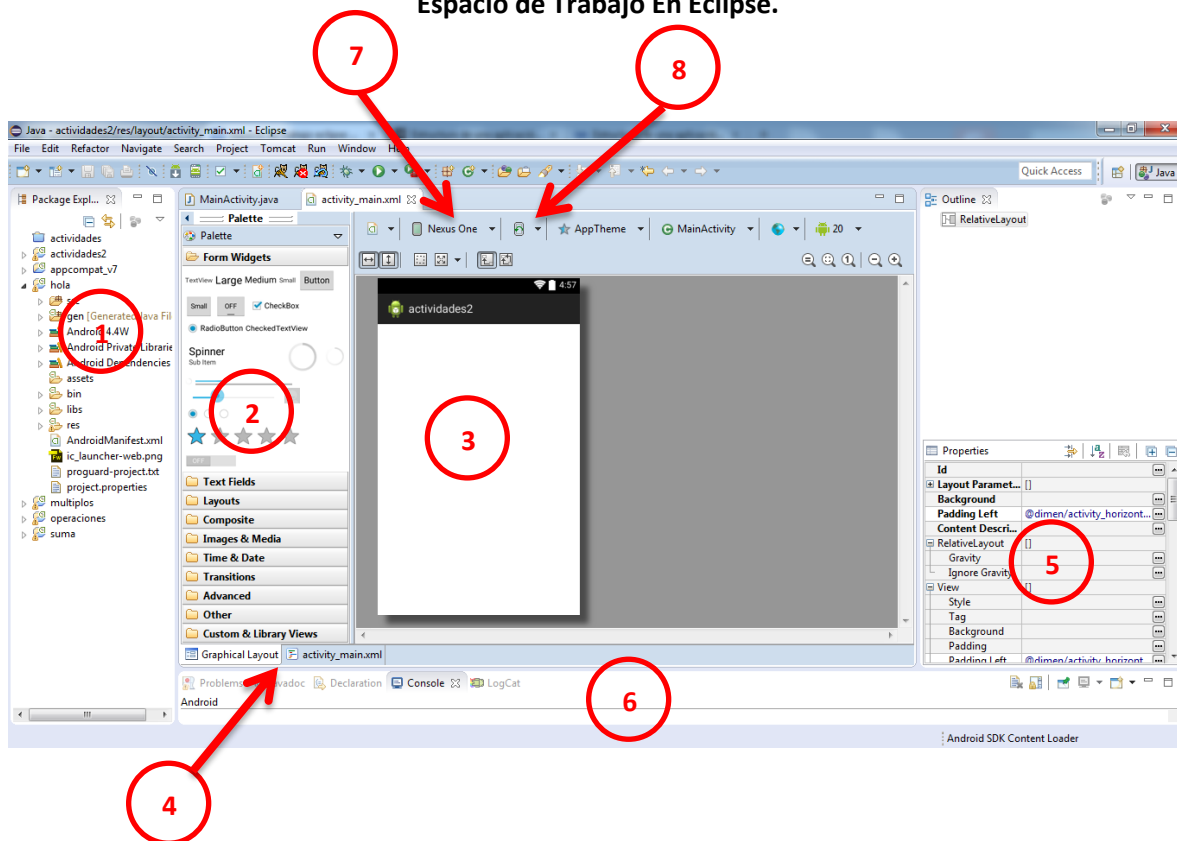 Espacio de Trabajo En Eclipse.
7
8
Java - actividades2/res/layout/activity_main.xml - Eclipse
File Edit Refactor Navigate Search Project Tomcat Run Window
Quick Access
Java
Package Expl...
MainActivity.java
activity_main.xml
Outline
RelativeLayout
actividades
actividades2
appcompat_v7
hola
gen [Generated Java Fil
Android 4.4W
Android Private Librarie
Android Dependencies
assets
bin
libs
res
AndroidManifest.xml
ic_launcher-web.png
proguard-project.txt
project.properties
multiplos
operaciones
suma
1
Palette
Palette
Form Widgets
TextView Large Medium Small Button
Small OFF CheckBox
RadioButton CheckedTextView
Spinner
Sub Item
2
OFF
Text Fields
Layouts
Composite
Images & Media
Time & Date
Transitions
Advanced
Other
Custom & Library Views
Nexus One
AppTheme
MainActivity
20
4:57
actividades2
3
Properties
Id
Layout Paramet... []
Background
Padding Left @dimen/activity_horizont...
Content Descri...
RelativeLayout []
Gravity
Ignore Gravity
View []
Style
Tag
Background
Padding
Padding Left @dimen/activity_horizont...
5
Graphical Layout
activity_main.xml
Problems
Declaration
Console
LogCat
Android
6
Android SDK Content Loader
4